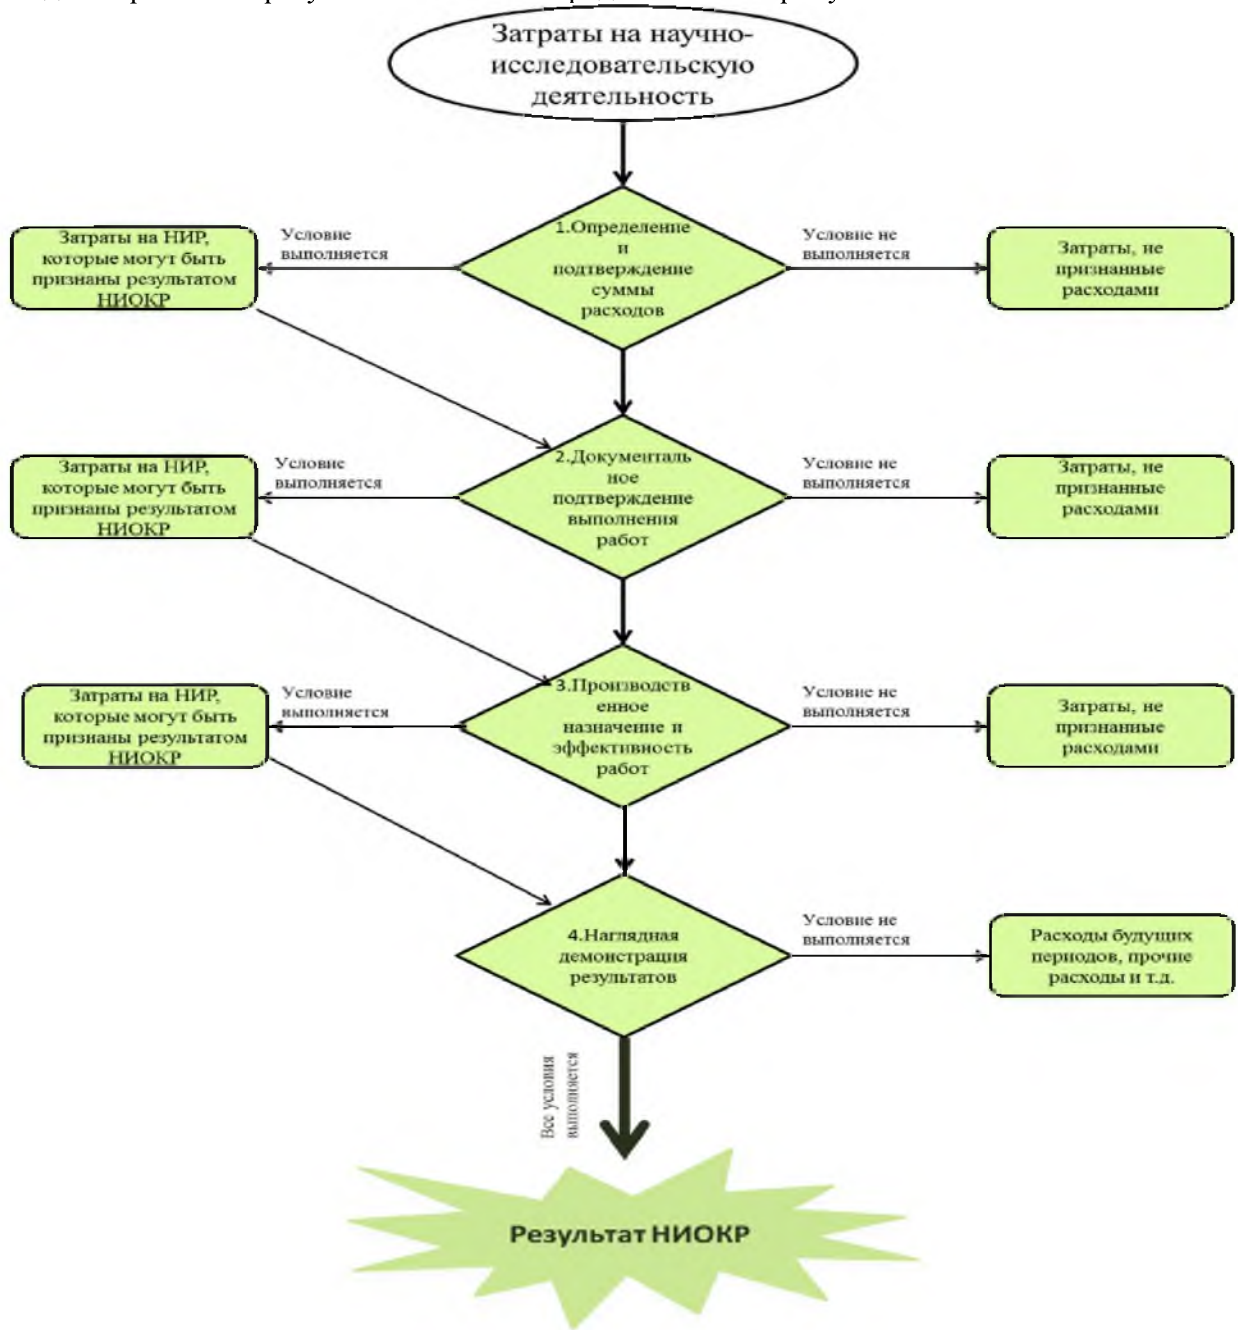 Затраты на научно-
исследовательскую
деятельность
1.Определение
и
подтверждение
суммы
расходов
Условие
выполняется
Условие не
выполняется
Затраты на НИР,
которые могут быть
признаны результатом
НИОКР
Затраты, не
признанные
расходами
2.Документаль
ное
подтверждение
выполнения
работ
Условие
выполняется
Условие не
выполняется
Затраты на НИР,
которые могут быть
признаны результатом
НИОКР
Затраты, не
признанные
расходами
3.Производств
енное
назначение и
эффективность
работ
Условие
выполняется
Условие не
выполняется
Затраты на НИР,
которые могут быть
признаны результатом
НИОКР
Затраты, не
признанные
расходами
4.Наглядная
демонстрация
результатов
Условие не
выполняется
Расходы будущих
периодов, прочие
расходы и т.д.
Все условия
выполняется
Результат НИОКР